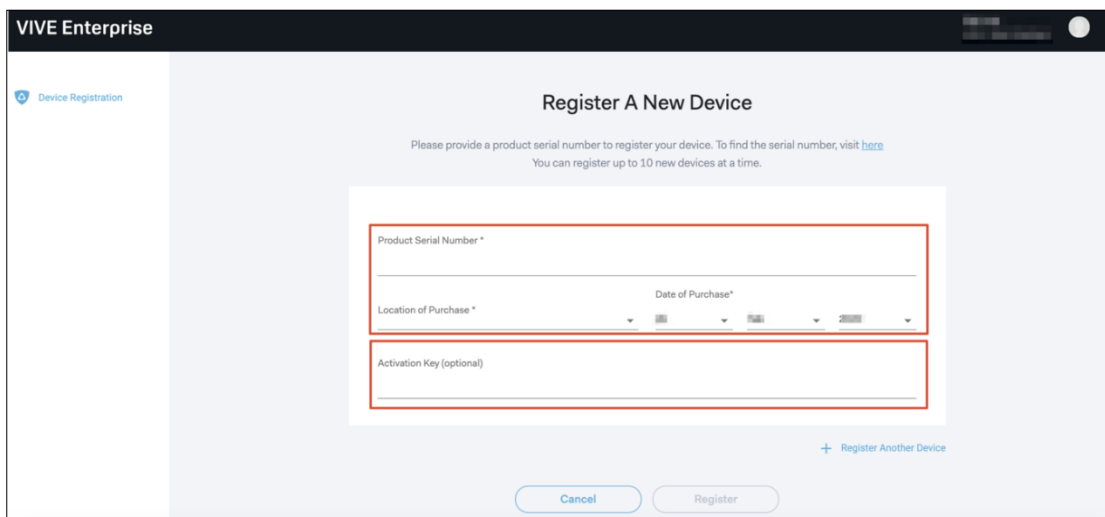 VIVE Enterprise
Device Registration
Register A New Device
Please provide a product serial number to register your device. To find the serial number, visit here
You can register up to 10 new devices at a time.
Product Serial Number *
Date of Purchase*
Location of Purchase *
Activation Key (optional)
+ Register Another Device
Cancel Register